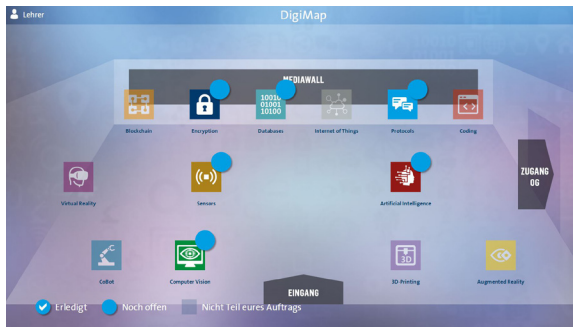 Lehrer
DigiMap
MEDIAWALL
10010
01001
10100
Blockchain
Encryption
Databases
Internet of Things
Protocols
Coding
ZUGANG
OG
Virtual Reality
Sensors
Artificial Intelligence
3D
CoBot
Computer Vision
3D-Printing
Augmented Reality
EINGANG
Erledigt
Noch offen
Nicht Teil eures Auftrags